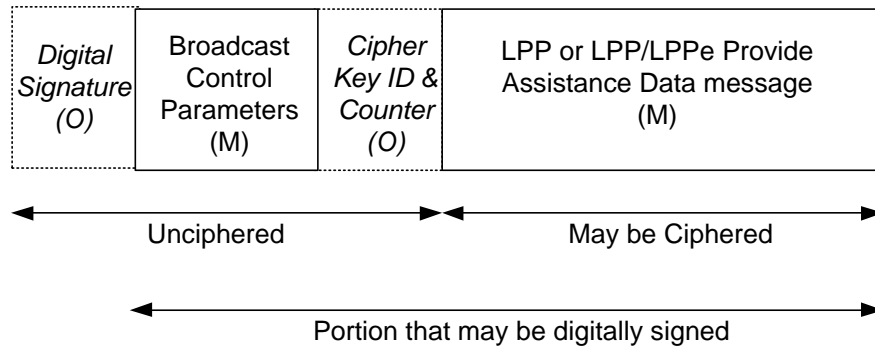 Digital
Signature
(O)
Broadcast
Control
Parameters
(M)
Cipher
Key ID &
Counter
(O)
LPP or LPP/LPPe Provide
Assistance Data message
(M)
Unciphered
May be Ciphered
Portion that may be digitally signed